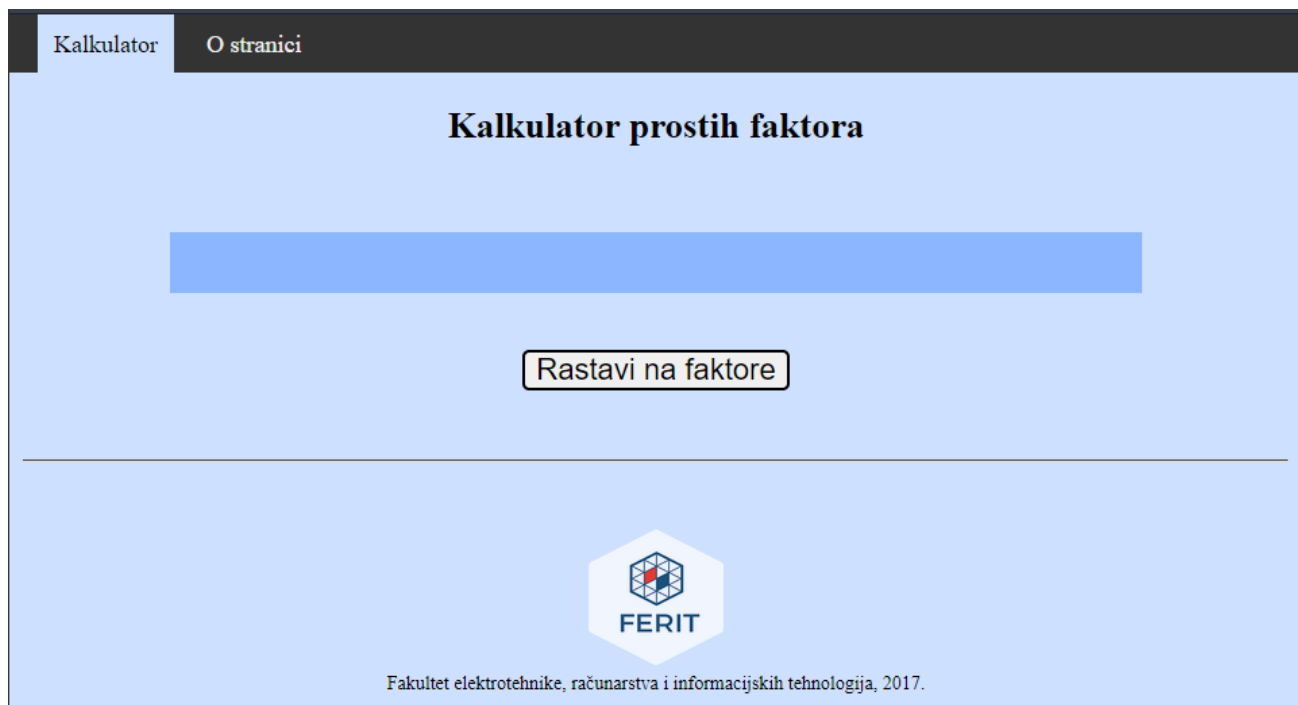 Kalkulator O stranici
Kalkulator prostih faktora
Rastavi na faktore
FERIT
Fakultet elektrotehnike, računarstva i informacijskih tehnologija, 2017.